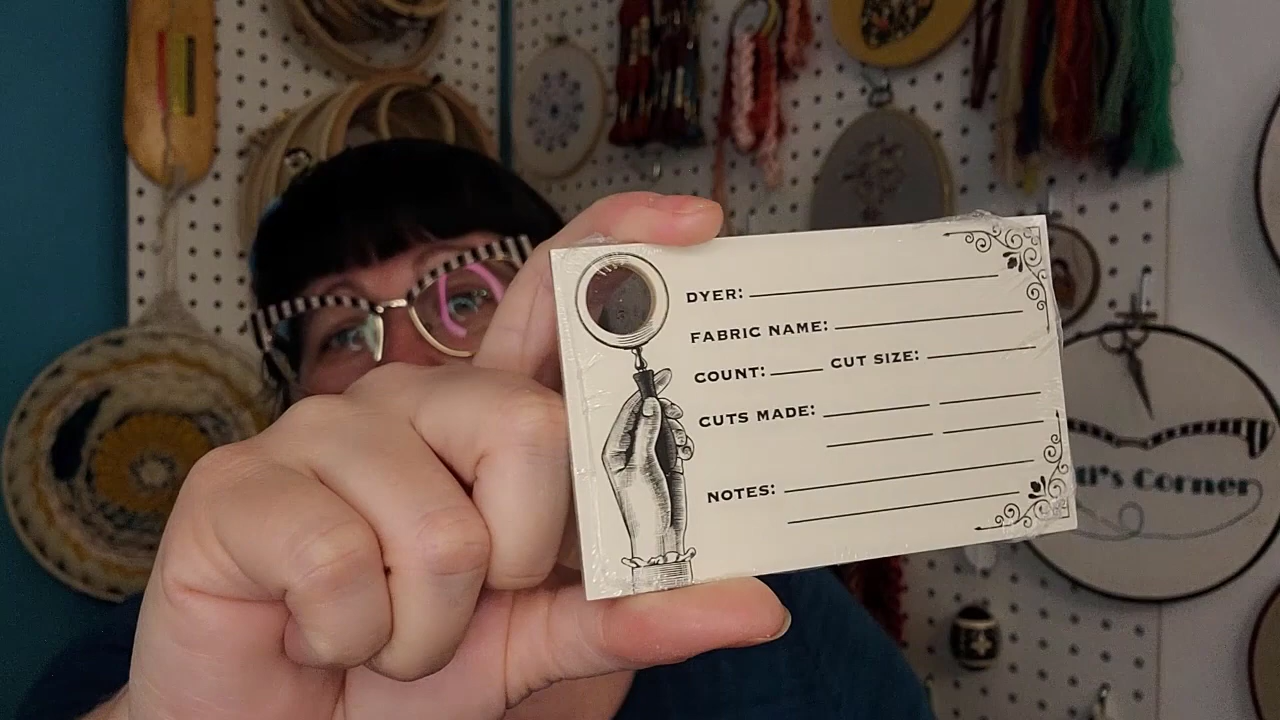 DYER:
FABRIC NAME:
COUNT: CUT SIZE:
CUTS MADE:
NOTES:
Corner